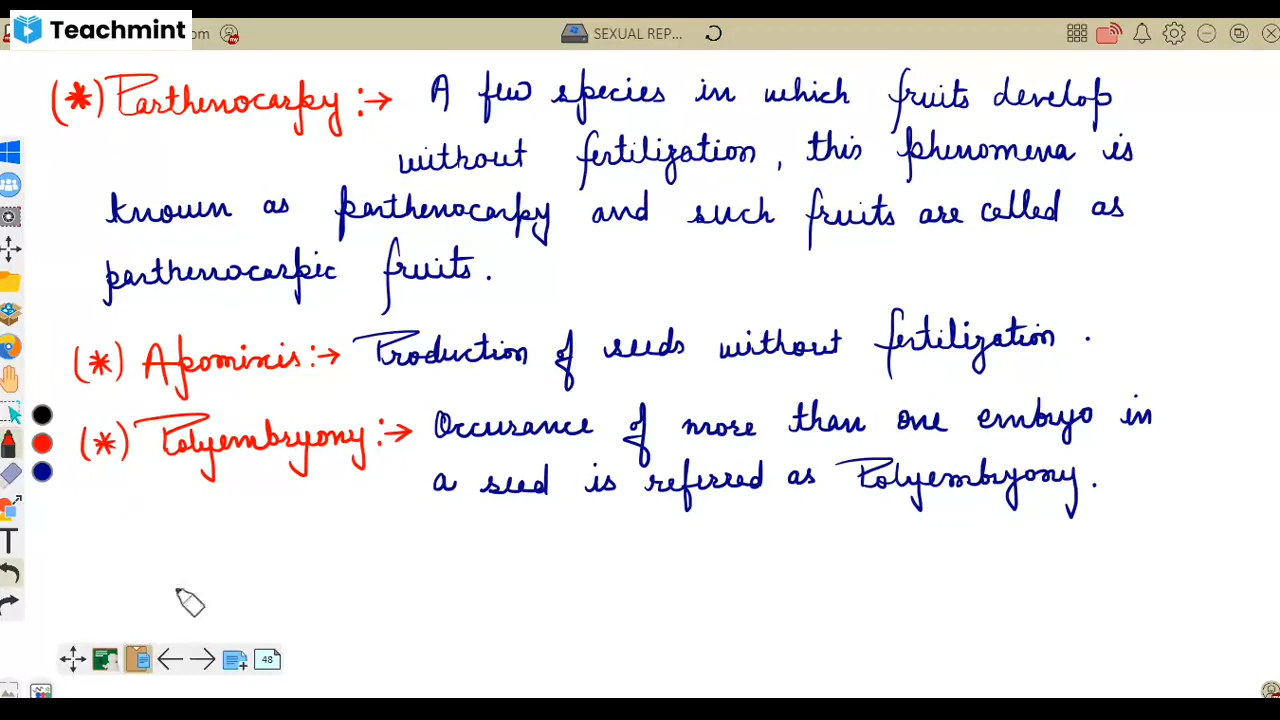 Teachmint
om
SEXUAL REP...
(*) Parthenocarpy :→ A few species in which fruits develop
without fertilization, this phenomena is
known as parthenocarpy and such fruits are called as
parthenocarpic fruits.
(*) Apomixis :→ Production of seeds without fertilization.
(*) Polyembryony :→ Occurance of more than one embryo in
a seed is referred as Polyembryony.
T
48